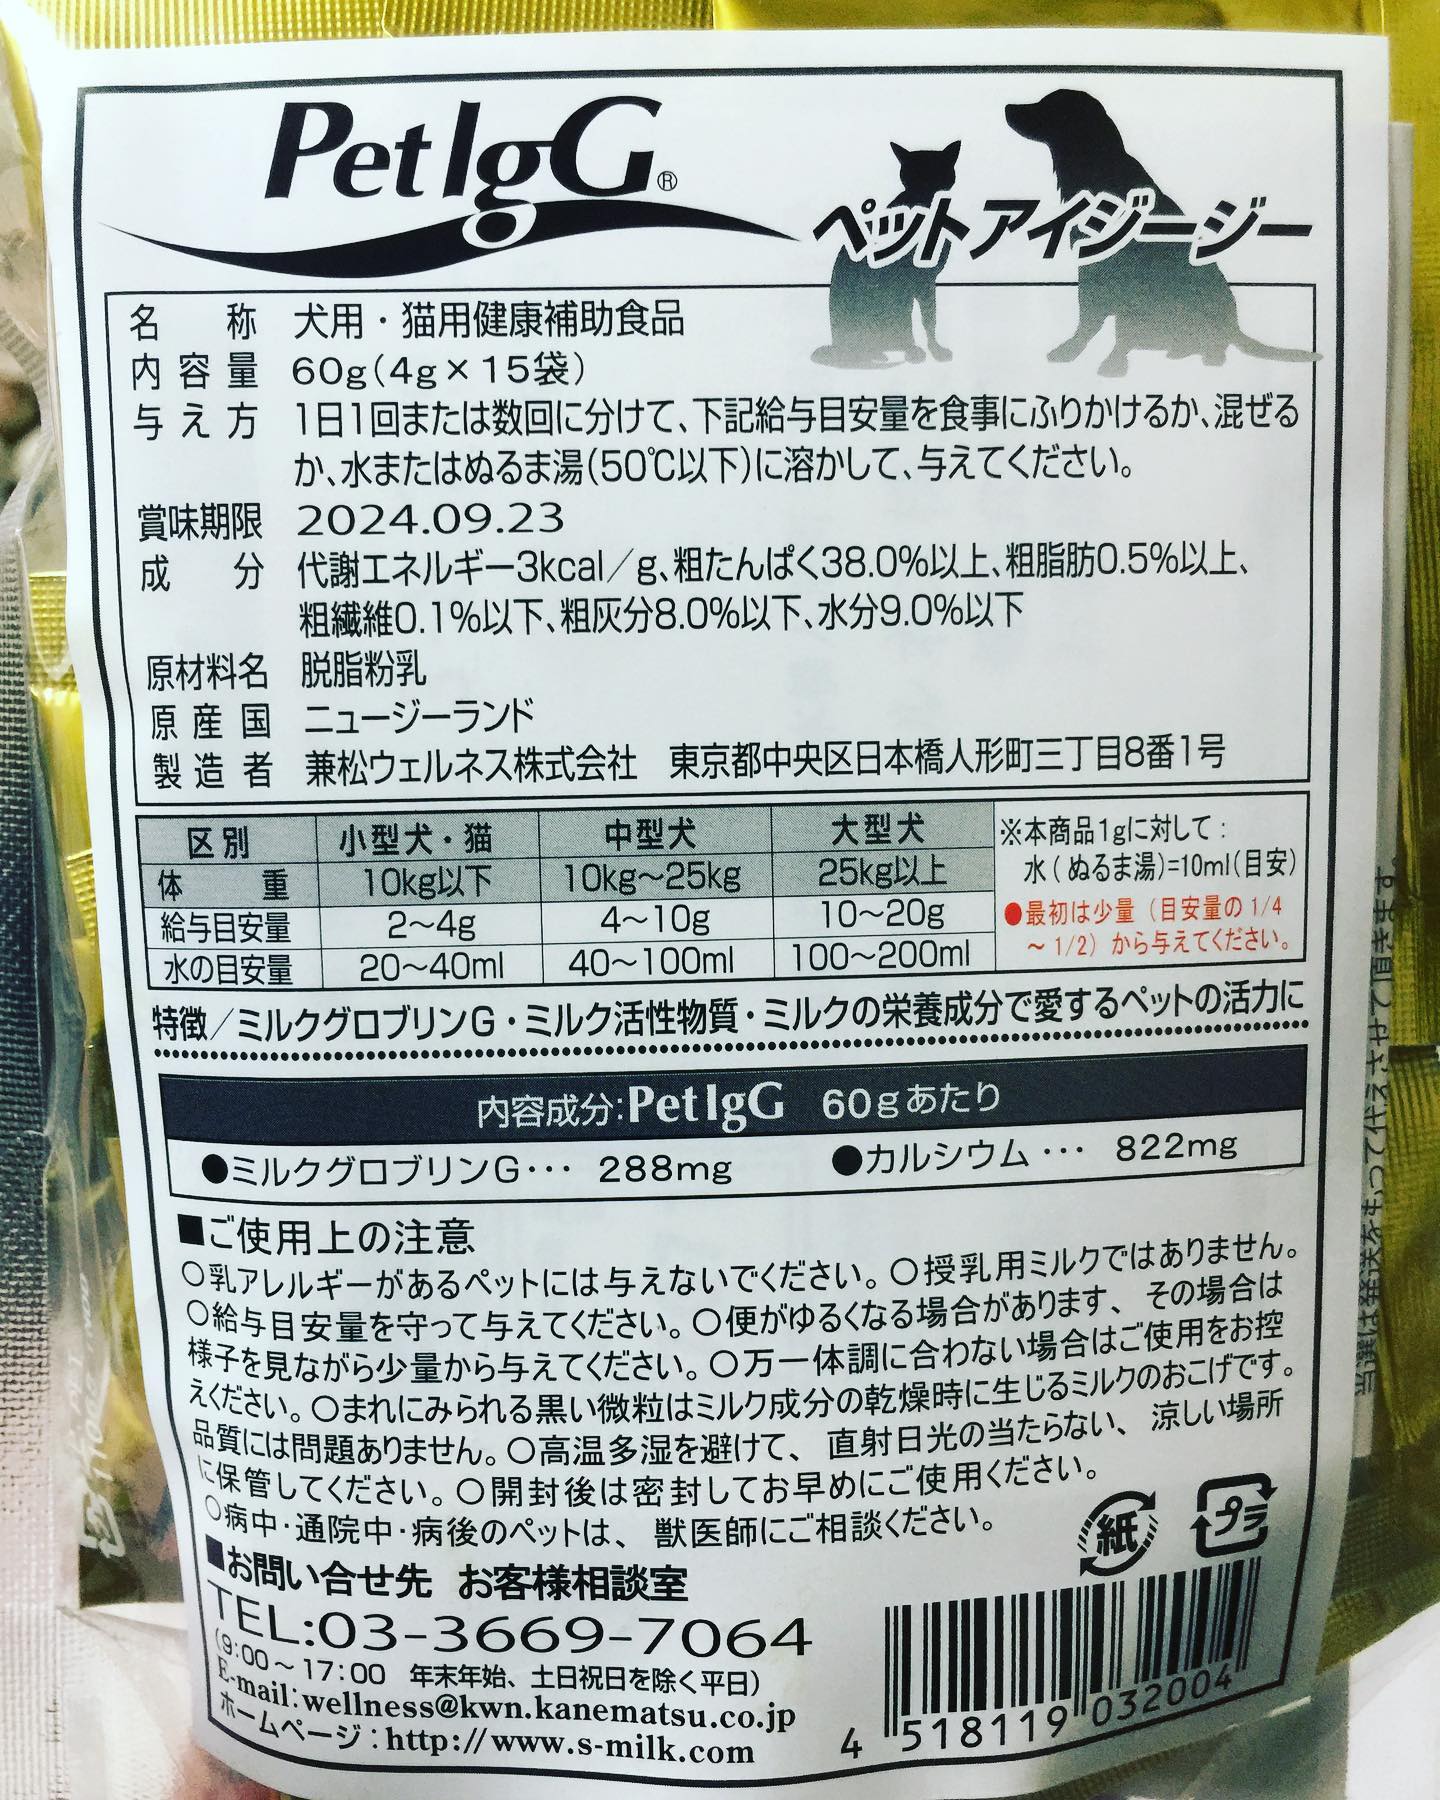 Pet IgG®
ペットアイジージー
名称 犬用・猫用健康補助食品
内容量 60g(4g×15袋)
与え方 1日1回または数回に分けて、下記給与目安量を食事にふりかけるか、混ぜる
か、水またはぬるま湯(50℃以下)に溶かして、与えてください。
賞味期限 2024.09.23
成分 代謝エネルギー3kcal/g、粗たんぱく38.0%以上、粗脂肪0.5%以上、
粗繊維0.1%以下、粗灰分8.0%以下、水分9.0%以下
原材料名 脱脂粉乳
原産国 ニュージーランド
製造者 兼松ウェルネス株式会社 東京都中央区日本橋人形町三丁目8番1号
区別 小型犬・猫 中型犬 大型犬
体重 10kg以下 10kg～25kg 25kg以上
給与目安量 2～4g 4～10g 10～20g
水の目安量 20～40ml 40～100ml 100～200ml
※本商品1gに対して：
水(ぬるま湯)=10ml(目安)
●最初は少量(目安量の1/4
～1/2)から与えてください。
特徴/ミルクグロブリンG・ミルク活性物質・ミルクの栄養成分で愛するペットの活力に
内容成分:Pet IgG 60gあたり
●ミルクグロブリンG… 288mg ●カルシウム… 822mg
■ご使用上の注意
○乳アレルギーがあるペットには与えないでください。○授乳用ミルクではありません。
○給与目安量を守って与えてください。○便がゆるくなる場合があります、その場合は
様子を見ながら少量から与えてください。○万一体調に合わない場合はご使用をお控
えください。○まれにみられる黒い微粒はミルク成分の乾燥時に生じるミルクのおこげです。
品質には問題ありません。○高温多湿を避けて、直射日光の当たらない、涼しい場所
に保管してください。○開封後は密封してお早めにご使用ください。
○病中・通院中・病後のペットは、獣医師にご相談ください。
■お問い合せ先 お客様相談室
TEL:03-3669-7064
(9:00～17:00 年末年始、土日祝日を除く平日)
E-mail:wellness@kwn.kanematsu.co.jp
ホームページ：http://www.s-milk.com
紙
プラ
4 518119 032004